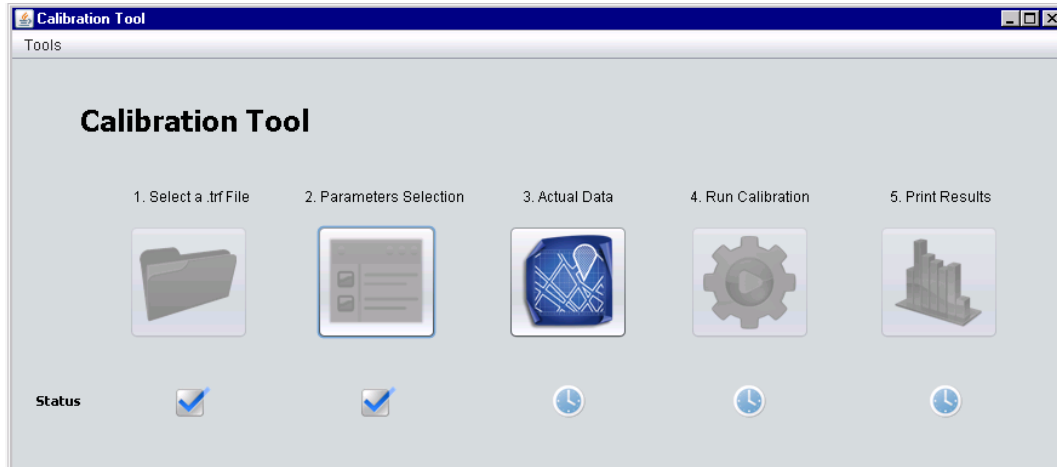 Calibration Tool
Tools
Calibration Tool
1. Select a .trf File
2. Parameters Selection
3. Actual Data
4. Run Calibration
5. Print Results
Status